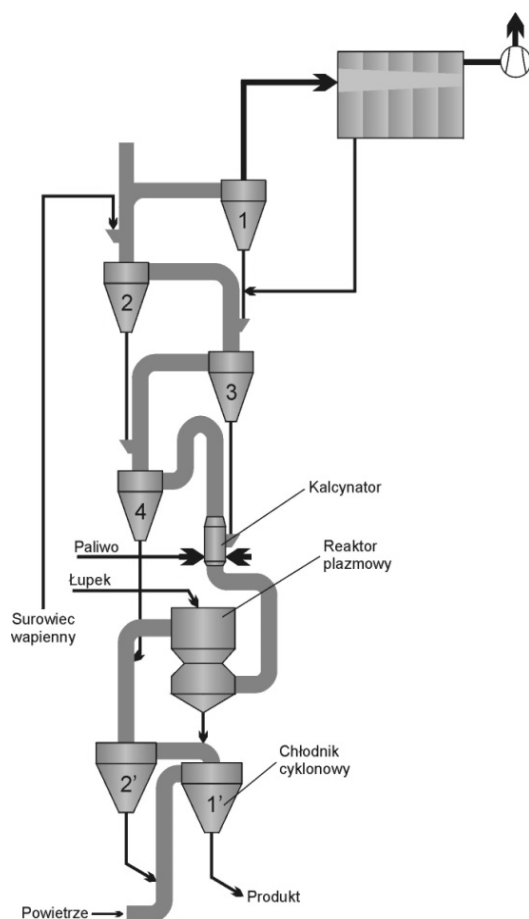 1
2
3
4
Kalcynator
Paliwo
Reaktor
plazmowy
Łupek
Surowiec
wapienny
Chłodnik
cyklonowy
2'
1'
Produkt
Powietrze